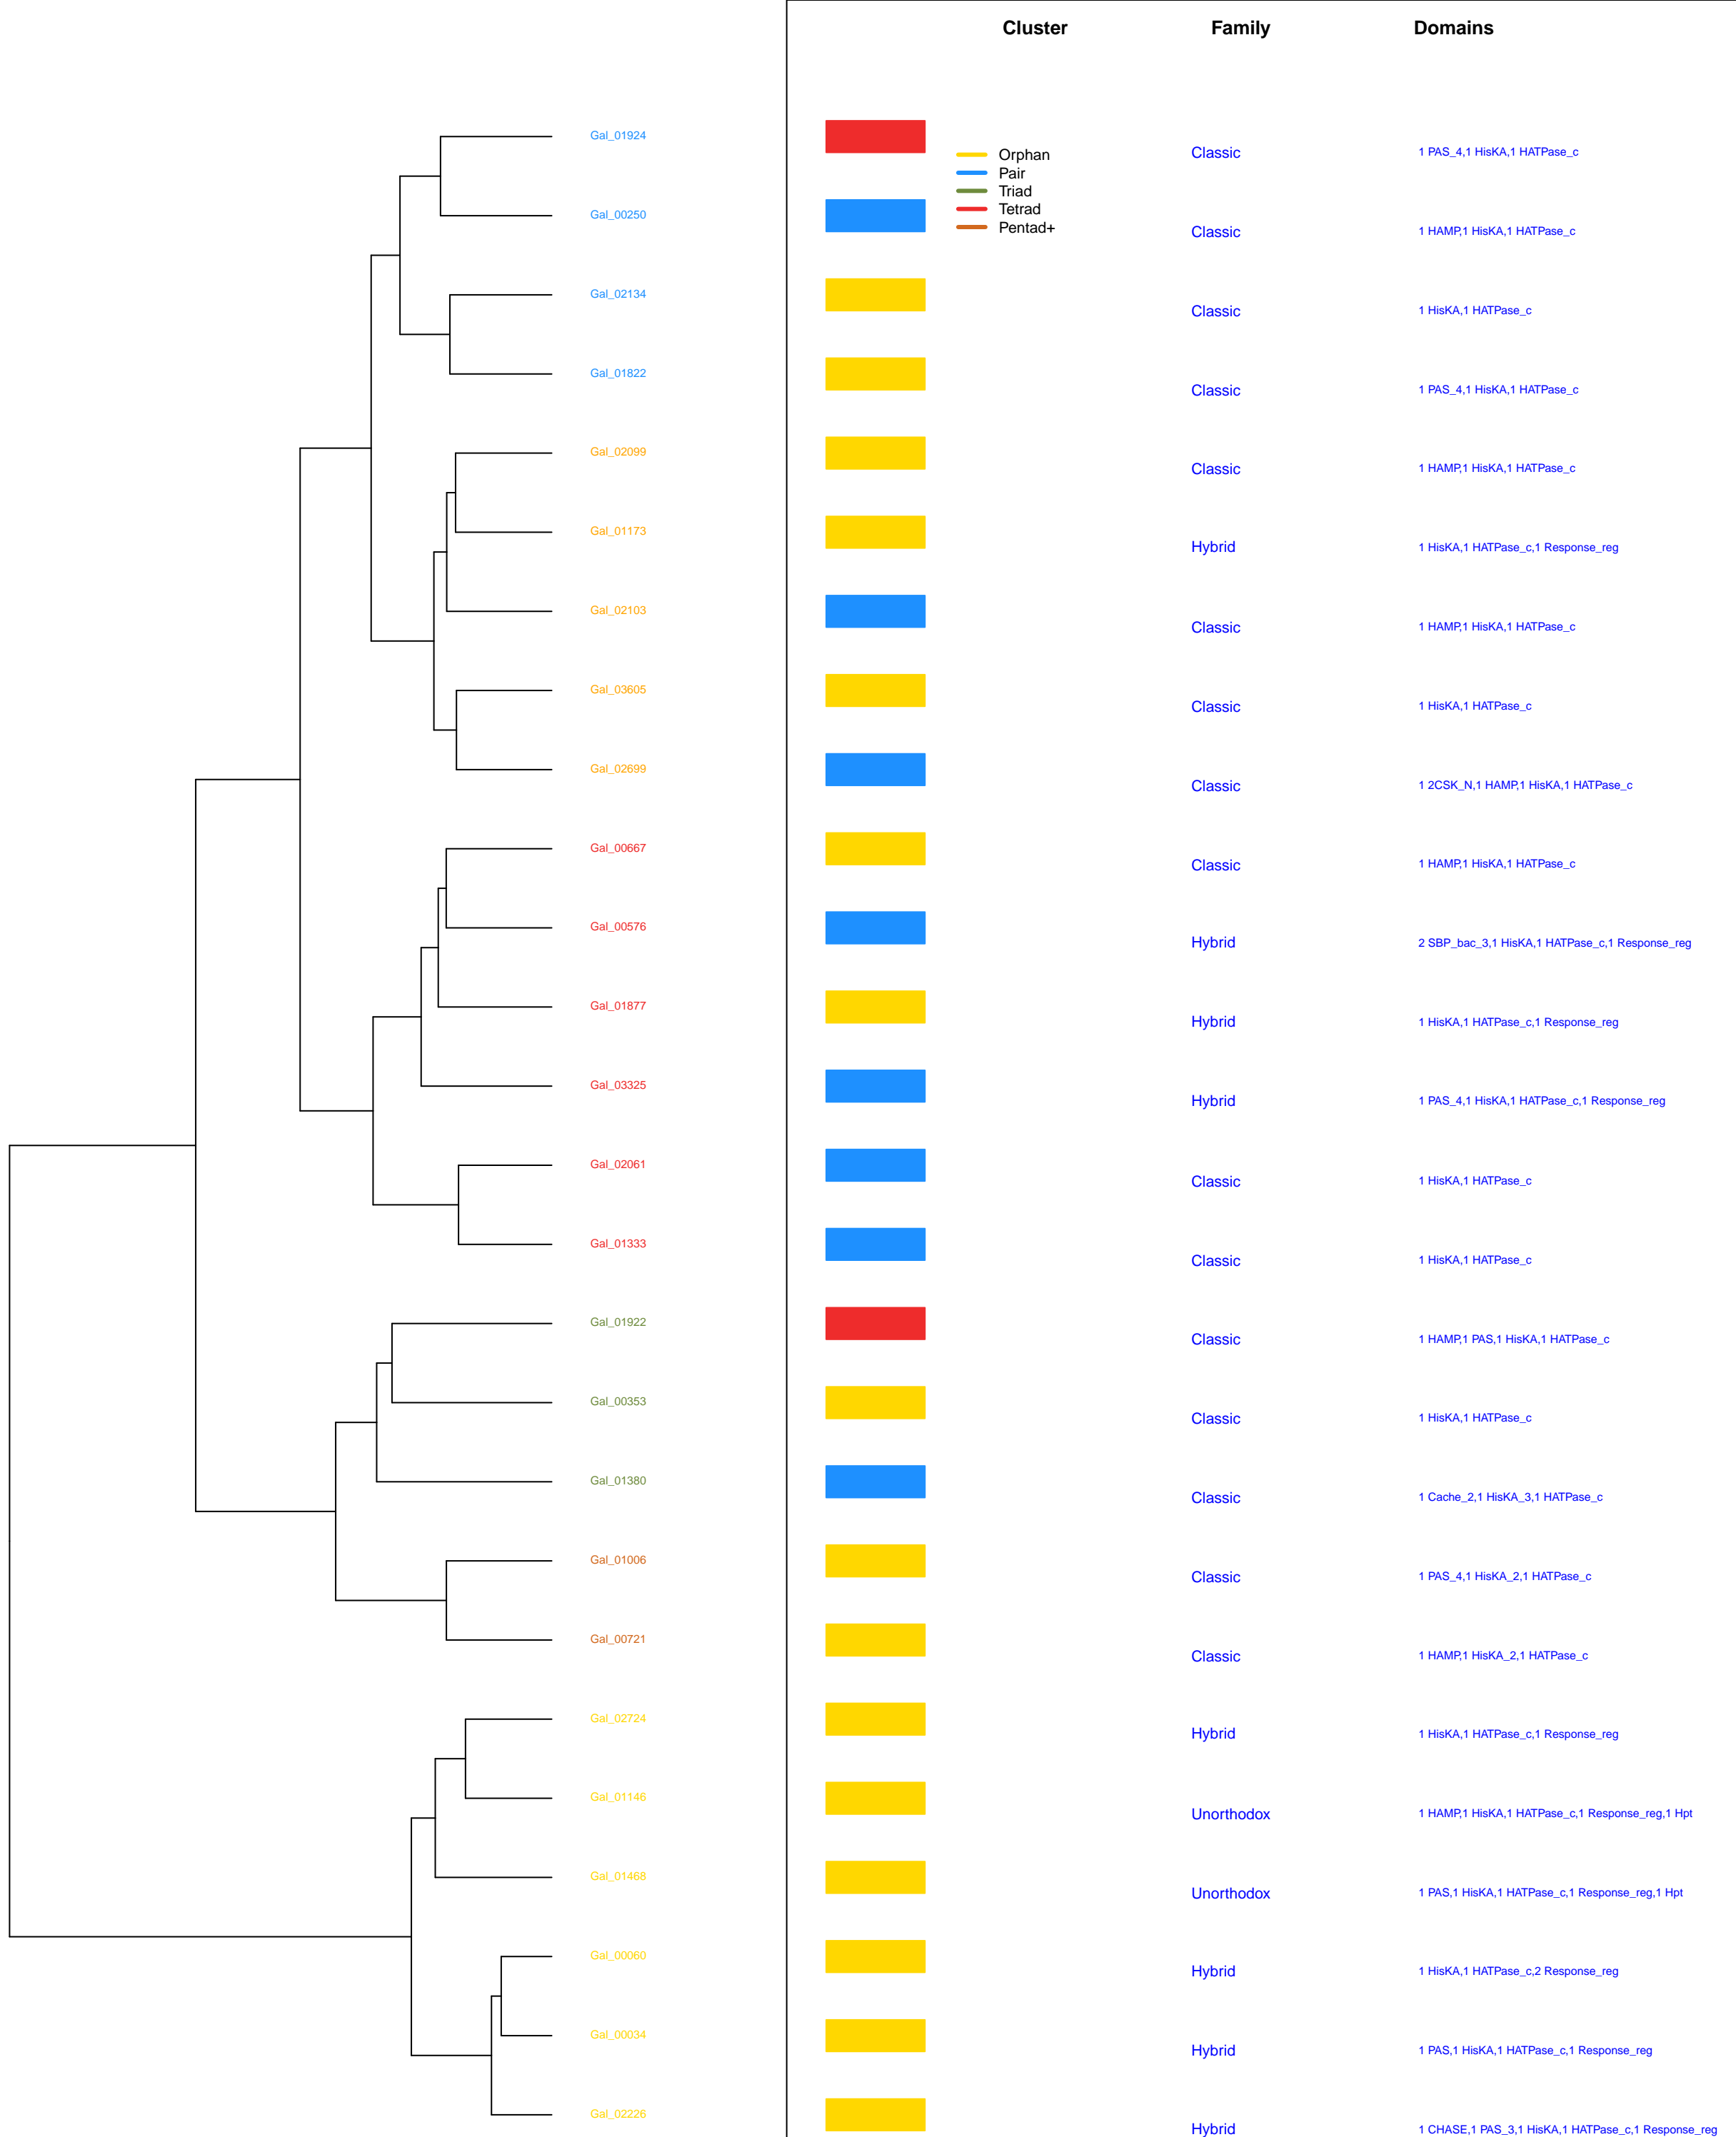 Cluster Family Domains
Gal_01924 Classic 1 PAS_4,1 HisKA,1 HATPase_c
Orphan
Pair
Triad
Tetrad
Pentad+
Gal_00250 Classic 1 HAMP,1 HisKA,1 HATPase_c
Gal_02134 Classic 1 HisKA,1 HATPase_c
Gal_01822 Classic 1 PAS_4,1 HisKA,1 HATPase_c
Gal_02099 Classic 1 HAMP,1 HisKA,1 HATPase_c
Gal_01173 Hybrid 1 HisKA,1 HATPase_c,1 Response_reg
Gal_02103 Classic 1 HAMP,1 HisKA,1 HATPase_c
Gal_03605 Classic 1 HisKA,1 HATPase_c
Gal_02699 Classic 1 2CSK_N,1 HAMP,1 HisKA,1 HATPase_c
Gal_00667 Classic 1 HAMP,1 HisKA,1 HATPase_c
Gal_00576 Hybrid 2 SBP_bac_3,1 HisKA,1 HATPase_c,1 Response_reg
Gal_01877 Hybrid 1 HisKA,1 HATPase_c,1 Response_reg
Gal_03325 Hybrid 1 PAS_4,1 HisKA,1 HATPase_c,1 Response_reg
Gal_02061 Classic 1 HisKA,1 HATPase_c
Gal_01333 Classic 1 HisKA,1 HATPase_c
Gal_01922 Classic 1 HAMP,1 PAS,1 HisKA,1 HATPase_c
Gal_00353 Classic 1 HisKA,1 HATPase_c
Gal_01380 Classic 1 Cache_2,1 HisKA_3,1 HATPase_c
Gal_01006 Classic 1 PAS_4,1 HisKA_2,1 HATPase_c
Gal_00721 Classic 1 HAMP,1 HisKA_2,1 HATPase_c
Gal_02724 Hybrid 1 HisKA,1 HATPase_c,1 Response_reg
Gal_01146 Unorthodox 1 HAMP,1 HisKA,1 HATPase_c,1 Response_reg,1 Hpt
Gal_01468 Unorthodox 1 PAS,1 HisKA,1 HATPase_c,1 Response_reg,1 Hpt
Gal_00060 Hybrid 1 HisKA,1 HATPase_c,2 Response_reg
Gal_00034 Hybrid 1 PAS,1 HisKA,1 HATPase_c,1 Response_reg
Gal_02226 Hybrid 1 CHASE,1 PAS_3,1 HisKA,1 HATPase_c,1 Response_reg